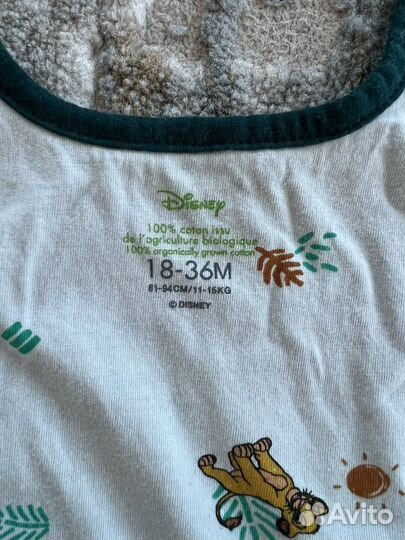 Disney
100% coton issu
de l'agriculture biologique
100% organically grown cotton
18-36M
81-94CM/11-15KG
© DISNEY
Avito